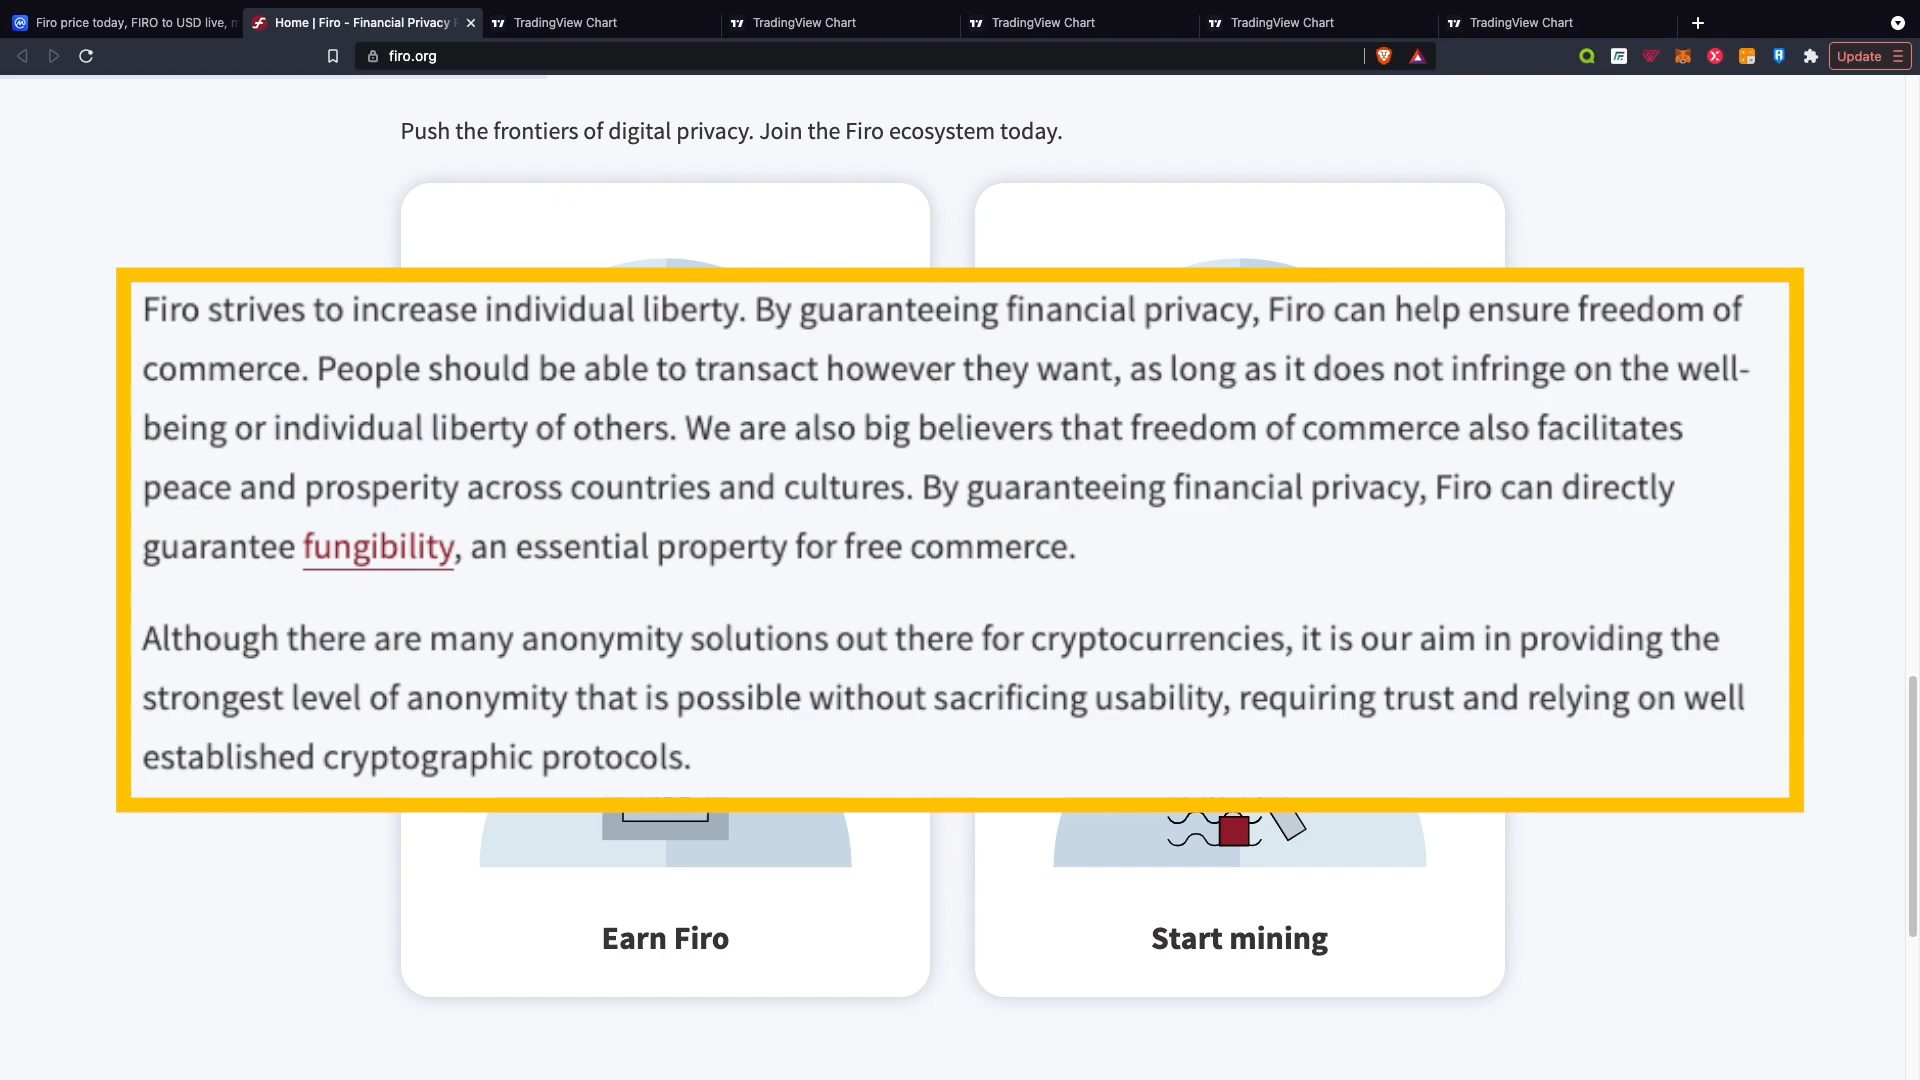 Firo price today, FIRO to USD live,
Home | Firo - Financial Privacy
TradingView Chart
TradingView Chart
TradingView Chart
TradingView Chart
TradingView Chart
firo.org
Update
Push the frontiers of digital privacy. Join the Firo ecosystem today.
Firo strives to increase individual liberty. By guaranteeing financial privacy, Firo can help ensure freedom of
commerce. People should be able to transact however they want, as long as it does not infringe on the well-
being or individual liberty of others. We are also big believers that freedom of commerce also facilitates
peace and prosperity across countries and cultures. By guaranteeing financial privacy, Firo can directly
guarantee fungibility, an essential property for free commerce.
Although there are many anonymity solutions out there for cryptocurrencies, it is our aim in providing the
strongest level of anonymity that is possible without sacrificing usability, requiring trust and relying on well
established cryptographic protocols.
Earn Firo
Start mining